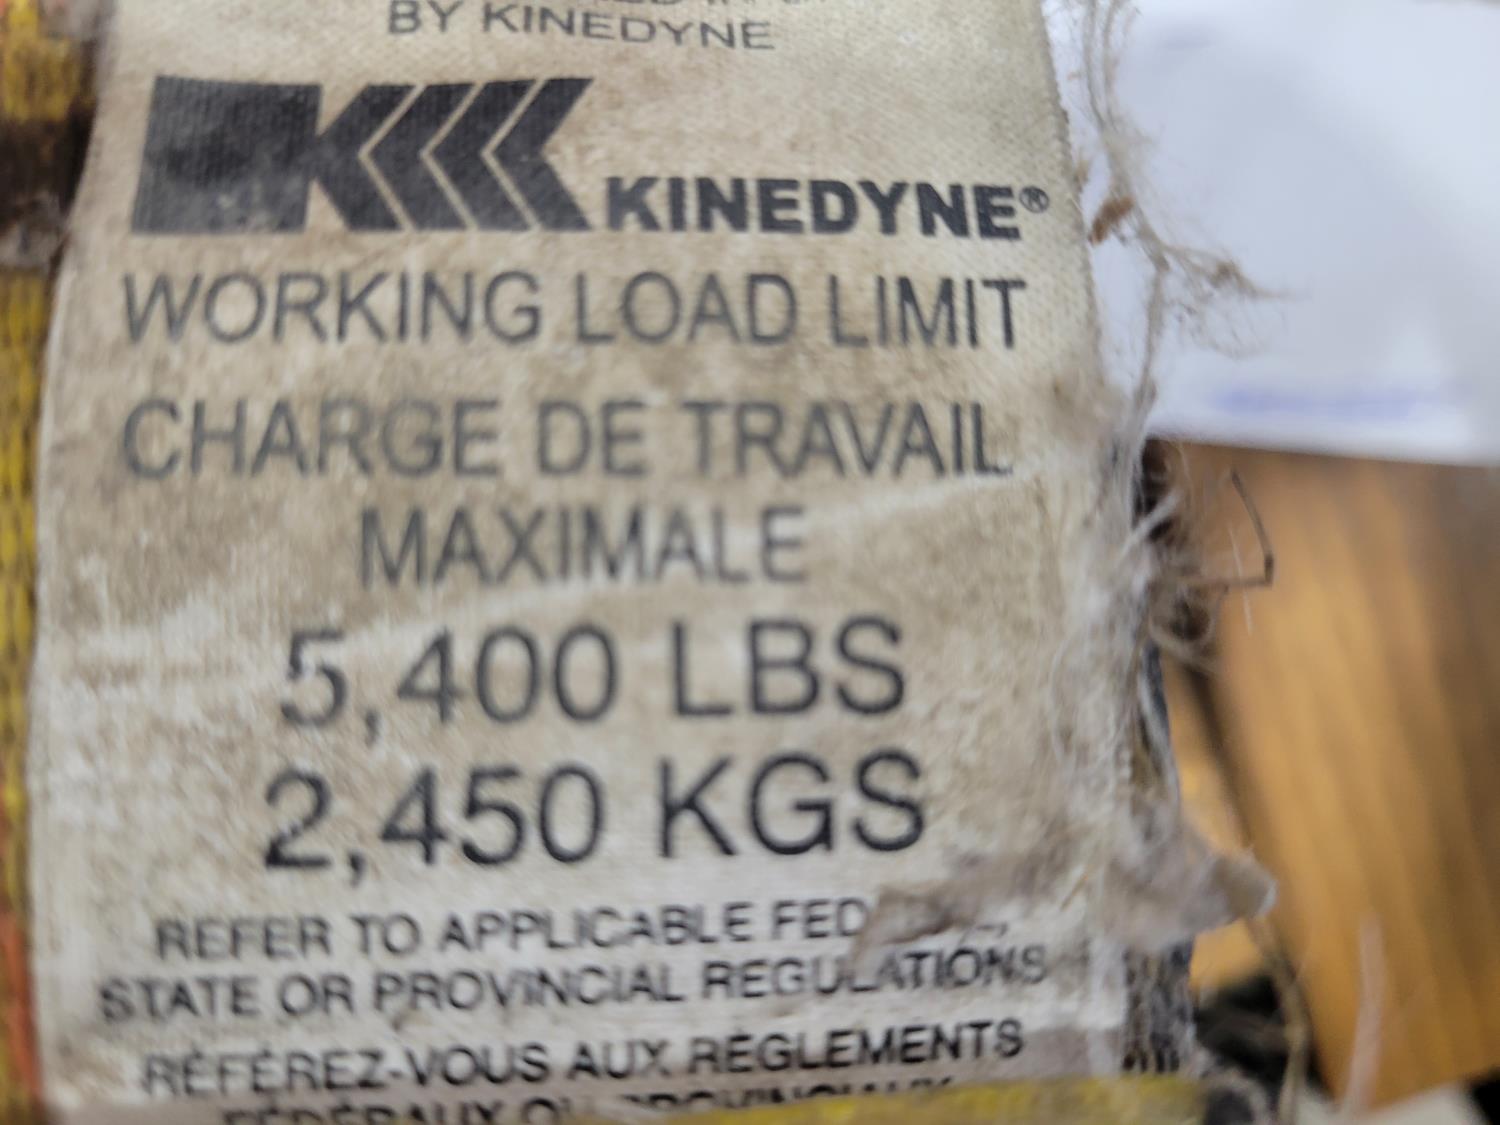 BY KINEDYNE
KINEDYNE®
WORKING LOAD LIMIT
CHARGE DE TRAVAIL
MAXIMALE
5,400 LBS
2,450 KGS
REFER TO APPLICABLE
STATE OR PROVINCIAL REGULATIONS
RÉFÉREZ-VOUS AUX RÉGLEMENTS